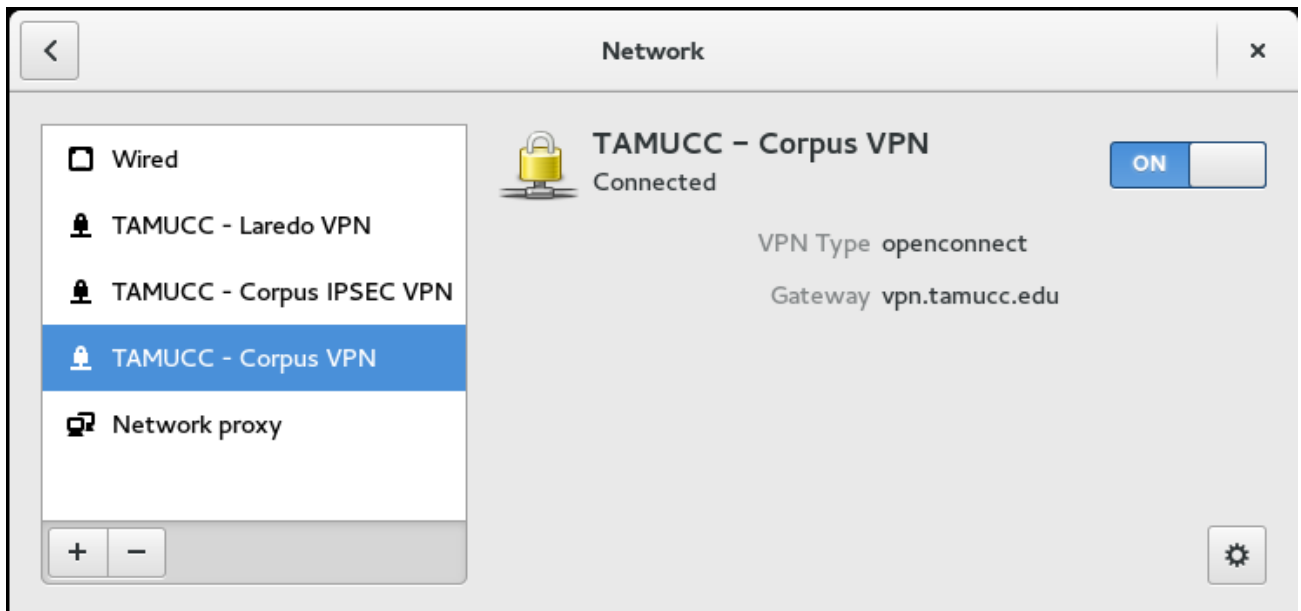 Network
Wired
TAMUCC - Laredo VPN
TAMUCC - Corpus IPSEC VPN
TAMUCC - Corpus VPN
Network proxy
TAMUCC - Corpus VPN
Connected
ON
VPN Type openconnect
Gateway vpn.tamucc.edu